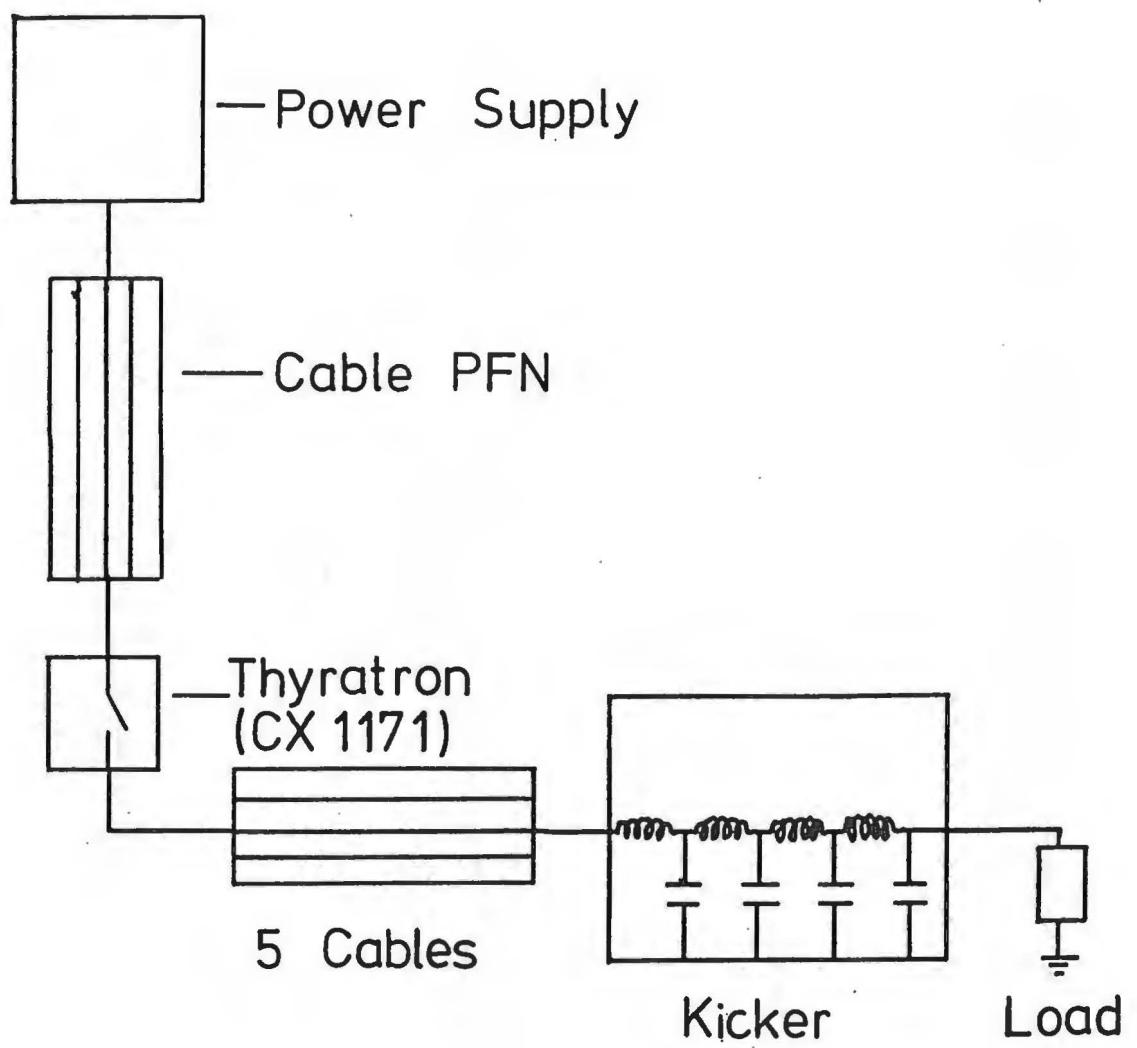 Power Supply
Cable PFN
Thyratron
(CX 1171)
5 Cables
Kicker
Load